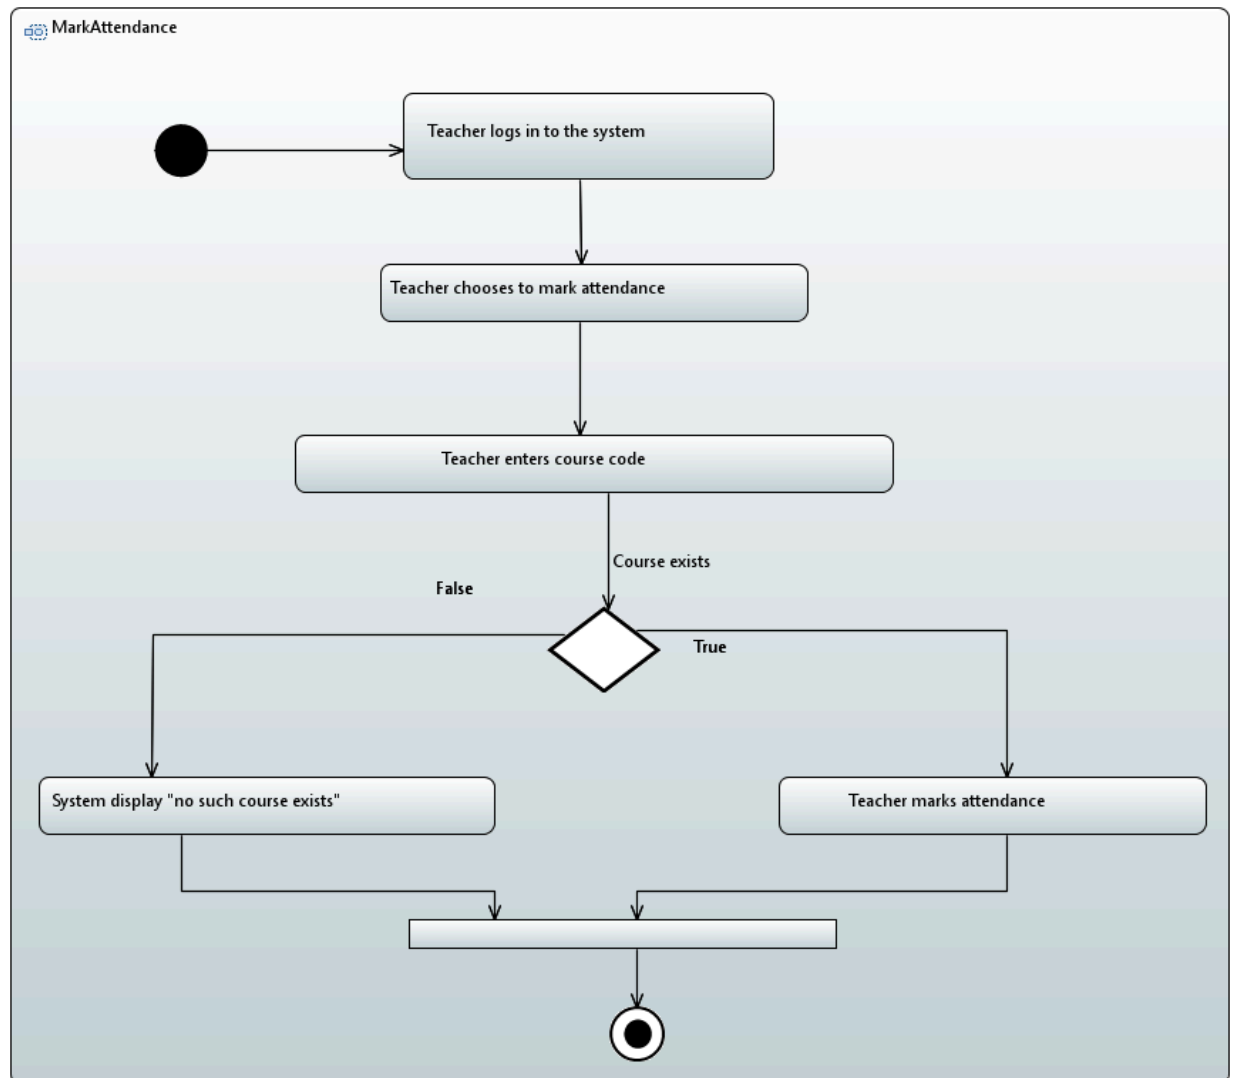 MarkAttendance
Teacher logs in to the system
Teacher chooses to mark attendance
Teacher enters course code
Course exists
False
True
System display "no such course exists"
Teacher marks attendance